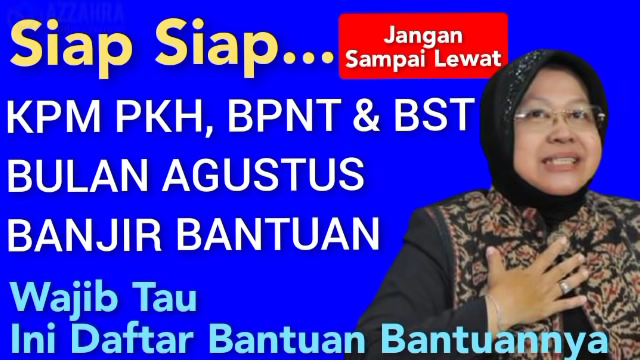 AZZAHRA
Siap Siap...
Jangan
Sampai Lewat
KPM PKH, BPNT & BST
BULAN AGUSTUS
BANJIR BANTUAN
Wajib Tau
Ini Daftar Bantuan Bantuannya